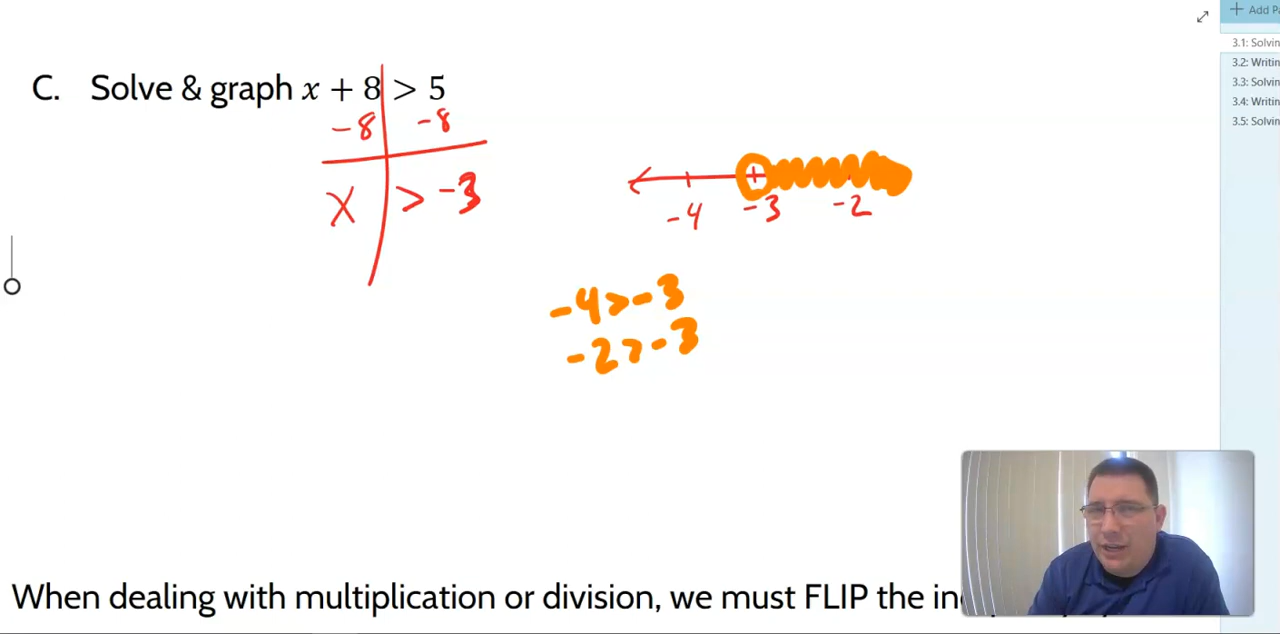 + Add Pa
3.1: Solvin
3.2: Writin
3.3: Solvin
3.4: Writin
3.5: Solvin
C. Solve & graph x + 8 > 5
-8 -8
x > -3
-4 -3 -2
-4 > -3
-2 > -3
When dealing with multiplication or division, we must FLIP the in